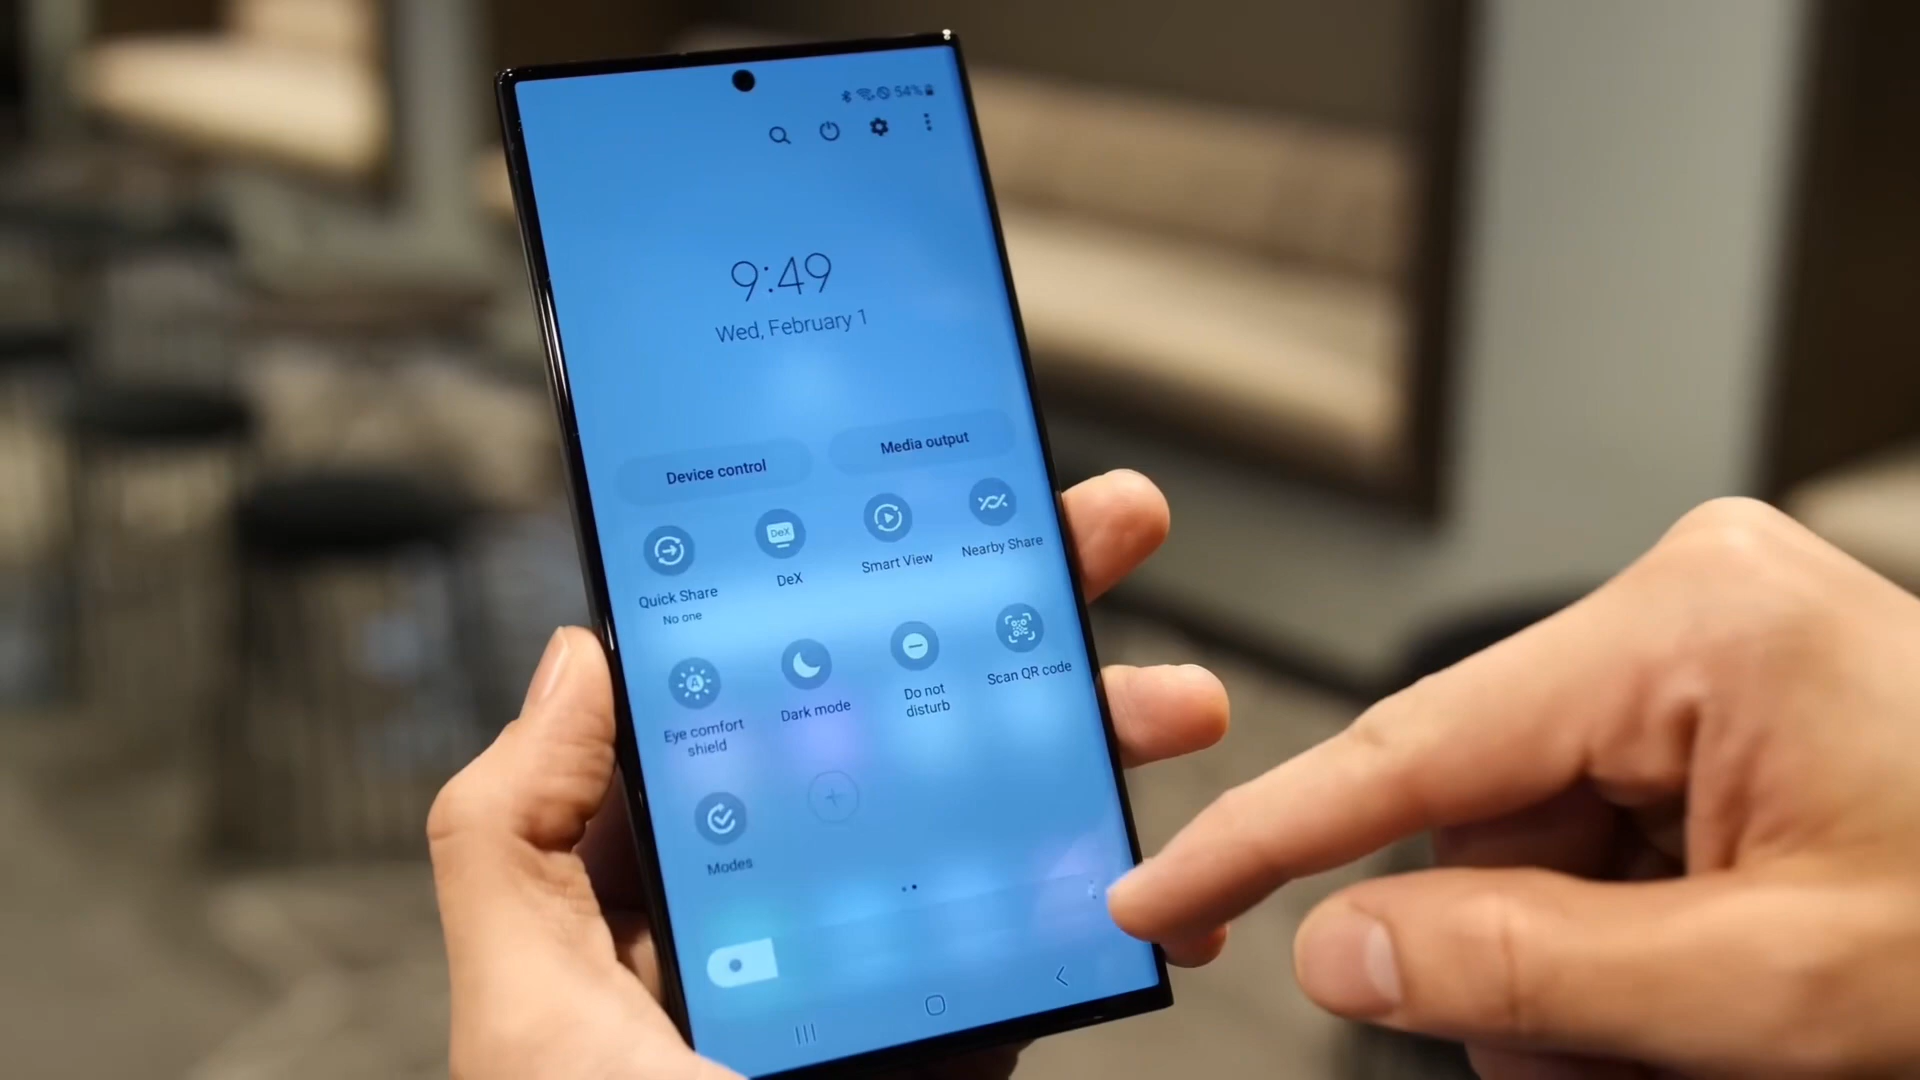 54%
9:49
Wed, February 1
Device control
Media output
DeX
Quick Share
No one
DeX
Smart View
Nearby Share
A
Eye comfort
shield
Dark mode
Do not
disturb
Scan QR code
Modes